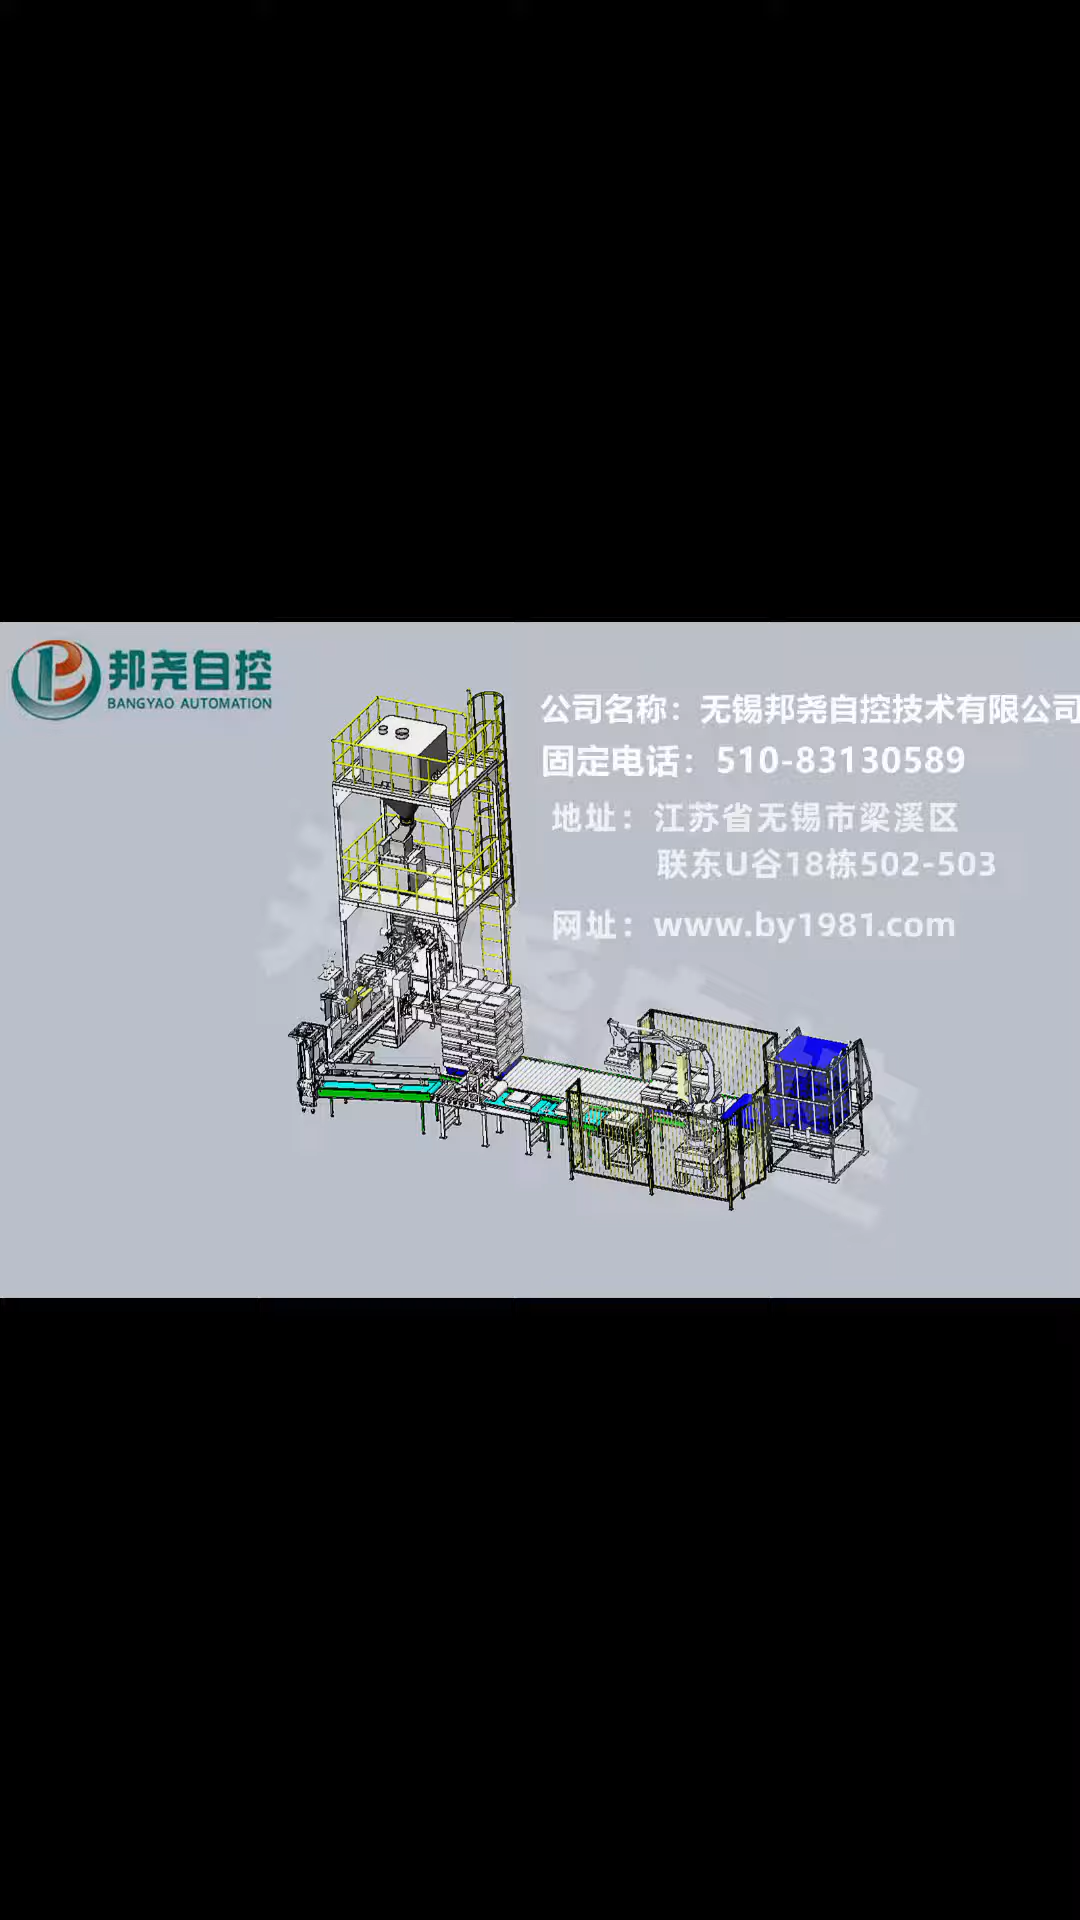 邦尧自控
BANGYAO AUTOMATION
公司名称：无锡邦尧自控技术有限公司
固定电话：510-83130589
地址：江苏省无锡市梁溪区
联东U谷18栋502-503
网址：www.by1981.com